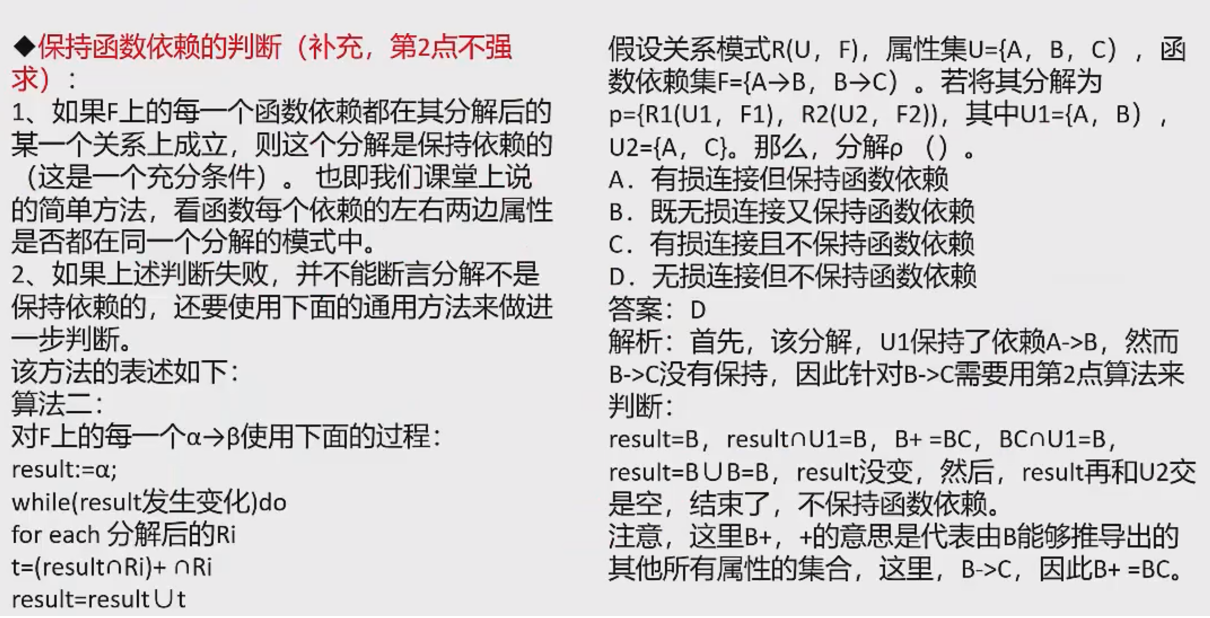 ◆保持函数依赖的判断（补充，第2点不强
求）：
1、如果F上的每一个函数依赖都在其分解后的
某一个关系上成立，则这个分解是保持依赖的
（这是一个充分条件）。 也即我们课堂上说
的简单方法，看函数每个依赖的左右两边属性
是否都在同一个分解的模式中。
2、如果上述判断失败，并不能断言分解不是
保持依赖的，还要使用下面的通用方法来做进
一步判断。
该方法的表述如下：
算法二：
对F上的每一个α→β使用下面的过程：
result:=α;
while(result发生变化)do
for each 分解后的Ri
t=(result∩Ri)+ ∩Ri
result=result∪t
假设关系模式R(U，F)，属性集U={A，B，C），函
数依赖集F={A→B，B→C）。若将其分解为
p={R1(U1，F1)，R2(U2，F2)}，其中U1={A，B），
U2={A，C}。那么，分解ρ （）。
A．有损连接但保持函数依赖
B．既无损连接又保持函数依赖
C．有损连接且不保持函数依赖
D．无损连接但不保持函数依赖
答案：D
解析：首先，该分解，U1保持了依赖A->B，然而
B->C没有保持，因此针对B->C需要用第2点算法来
判断：
result=B，result∩U1=B，B+ =BC，BC∩U1=B，
result=B∪B=B，result没变，然后，result再和U2交
是空，结束了，不保持函数依赖。
注意，这里B+，+的意思是代表由B能够推导出的
其他所有属性的集合，这里，B->C，因此B+ =BC。